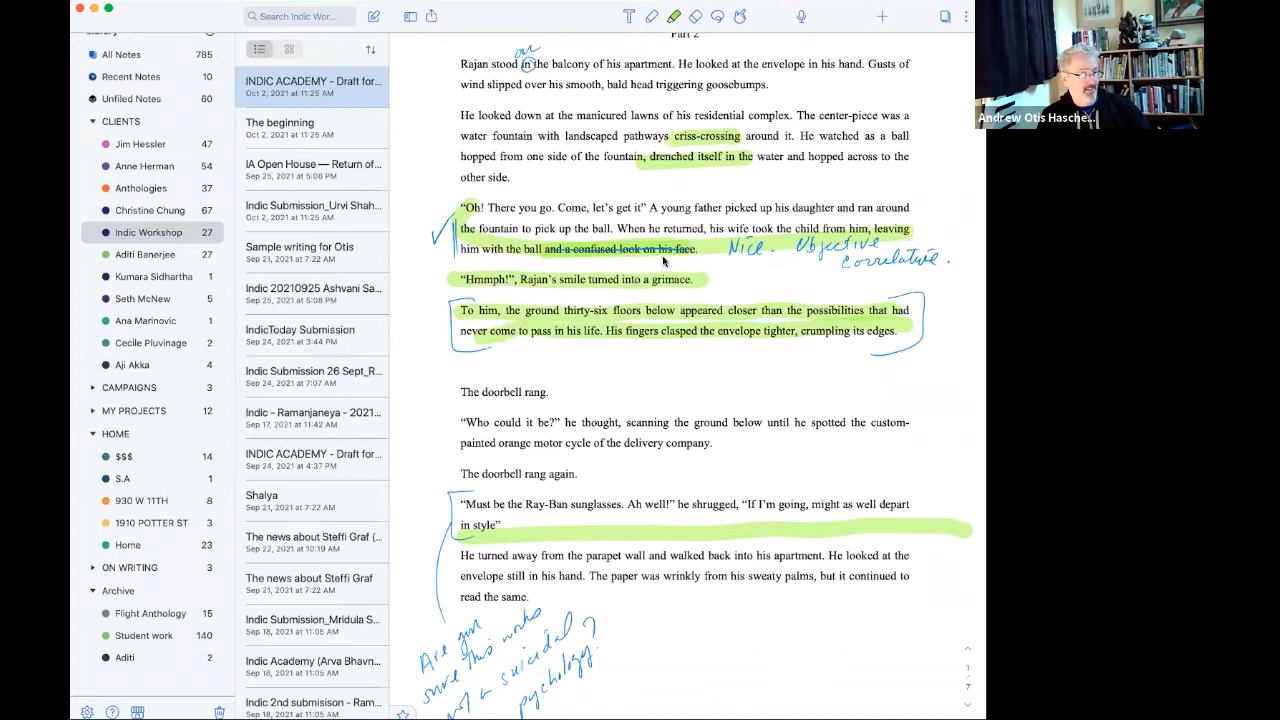 Search Indic Wor...
All Notes 785
Recent Notes 10
Unfiled Notes 60
CLIENTS
Jim Hessler 47
Anne Herman 54
Anthologies 37
Christine Chung 67
Indic Workshop 27
Aditi Banerjee 27
Kumara Sidhartha 1
Seth McNew 3
Ana Marinovic 1
Cecile Pluvinage 2
Aji Akka 4
CAMPAIGNS 3
MY PROJECTS 12
HOME
$$$ 14
S.A 1
930 W 11TH 8
1910 POTTER ST 3
Home 23
ON WRITING 3
Archive
Flight Anthology 15
Student work 140
Aditi 2
INDIC ACADEMY - Draft for...
Oct 2, 2021 at 11:25 AM
The beginning
Oct 2, 2021 at 11:25 AM
IA Open House — Return of...
Sep 25, 2021 at 5:08 PM
Indic Submission_Urvi Shah...
Sep 25, 2021 at 11:44 AM
Sample writing for Otis
Sep 25, 2021 at 11:41 AM
Indic 20210925 Ashvani Sa...
Sep 25, 2021 at 7:18 AM
IndicToday Submission
Sep 24, 2021 at 3:44 PM
Indic Submission 26 Sept_R...
Sep 24, 2021 at 7:07 AM
Indic - Ramanjaneya - 2021...
Sep 17, 2021 at 11:42 AM
INDIC ACADEMY - Draft for...
Sep 24, 2021 at 4:37 PM
Shalya
Sep 22, 2021 at 10:19 AM
The news about Steffi Graf (...
Sep 22, 2021 at 10:19 AM
The news about Steffi Graf
Sep 21, 2021 at 7:22 AM
Indic Submission_Mridula S...
Sep 18, 2021 at 11:05 AM
Indic Academy (Arva Bhavn...
Sep 18, 2021 at 11:05 AM
Indic 2nd submission - Ram...
Sep 18, 2021 at 11:05 AM
Part 2
on
Rajan stood in the balcony of his apartment. He looked at the envelope in his hand. Gusts of
wind slipped over his smooth, bald head triggering goosebumps.
He looked down at the manicured lawns of his residential complex. The center-piece was a
water fountain with landscaped pathways criss-crossing around it. He watched as a ball
hopped from one side of the fountain, drenched itself in the water and hopped across to the
other side.
“Oh! There you go. Come, let’s get it” A young father picked up his daughter and ran around
the fountain to pick up the ball. When he returned, his wife took the child from him, leaving
him with the ball and a confused look on his face.
Nice. Objective
Correlative.
“Hmmph!”, Rajan’s smile turned into a grimace.
To him, the ground thirty-six floors below appeared closer than the possibilities that had
never come to pass in his life. His fingers clasped the envelope tighter, crumpling its edges.
The doorbell rang.
“Who could it be?” he thought, scanning the ground below until he spotted the custom-
painted orange motor cycle of the delivery company.
The doorbell rang again.
“Must be the Ray-Ban sunglasses. Ah well!” he shrugged, “If I’m going, might as well depart
in style”
He turned away from the parapet wall and walked back into his apartment. He looked at the
envelope still in his hand. The paper was wrinkly from his sweaty palms, but it continued to
read the same.
Are you
sure this works
w/ a suicidal
psychology?
1
7
Andrew Otis Hasche...